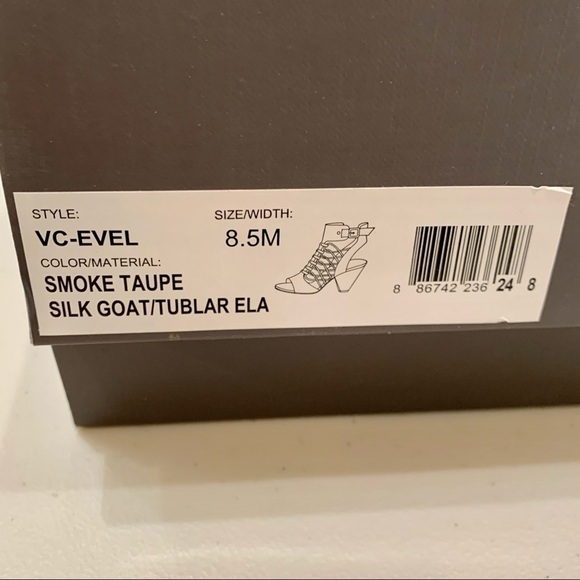 STYLE:
VC-EVEL
SIZE/WIDTH:
8.5M
COLOR/MATERIAL:
SMOKE TAUPE
SILK GOAT/TUBLAR ELA
8 86742 236 24 8